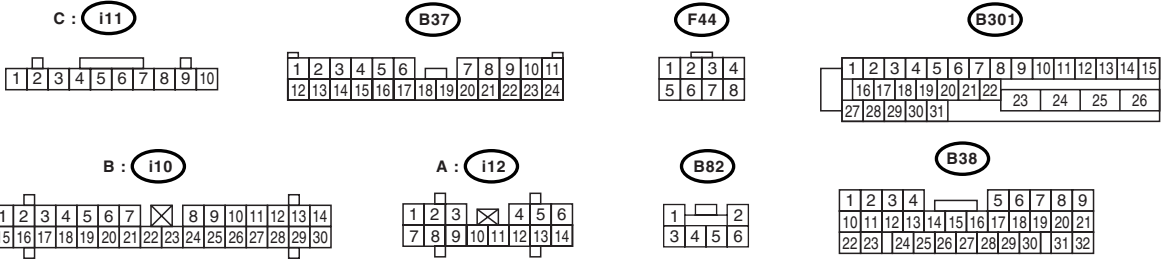 C : i11
B37
F44
B301
1 2 3 4 5 6 7 8 9 10
1 2 3 4 5 6 7 8 9 10 11
12 13 14 15 16 17 18 19 20 21 22 23 24
1 2 3 4
5 6 7 8
1 2 3 4 5 6 7 8 9 10 11 12 13 14 15
16 17 18 19 20 21 22 23 24 25 26
27 28 29 30 31
B : i10
A : i12
B82
B38
1 2 3 4 5 6 7 8 9 10 11 12 13 14
15 16 17 18 19 20 21 22 23 24 25 26 27 28 29 30
1 2 3 4 5 6
7 8 9 10 11 12 13 14
1 2
3 4 5 6
1 2 3 4 5 6 7 8 9
10 11 12 13 14 15 16 17 18 19 20 21
22 23 24 25 26 27 28 29 30 31 32